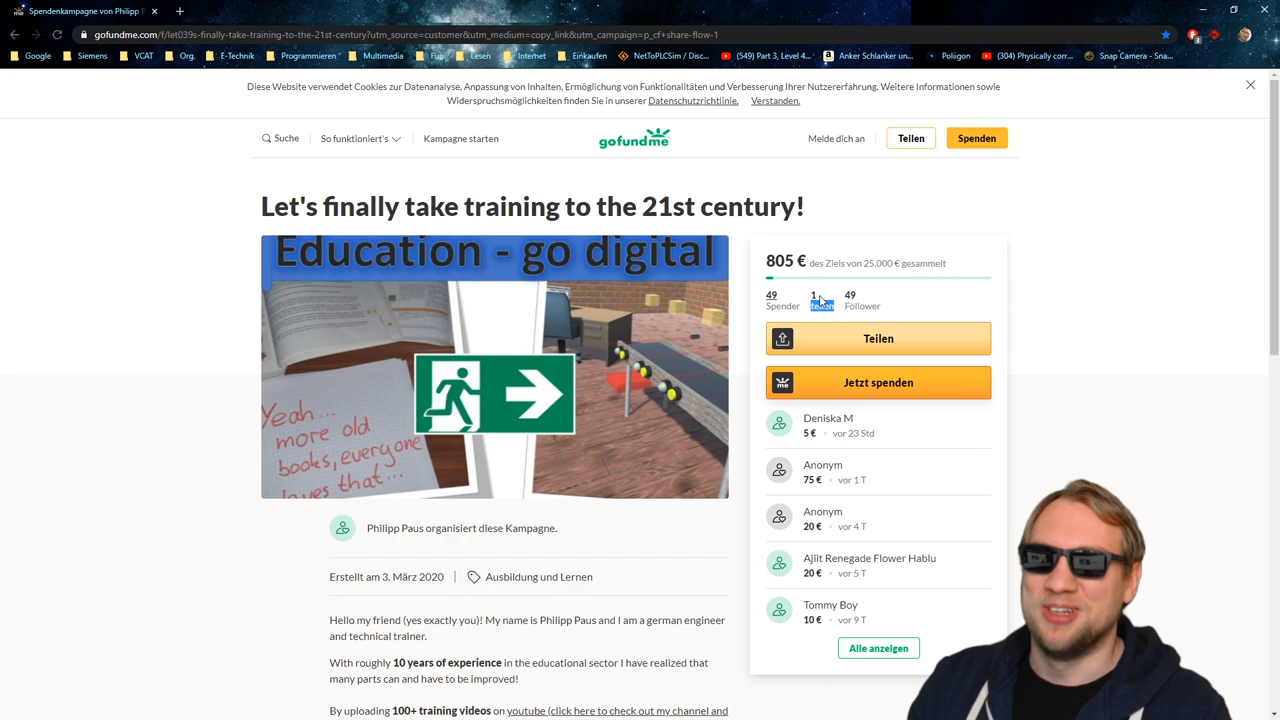 Spendenkampagne von Philipp P
gofundme.com/f/let039s-finally-take-training-to-the-21st-century?utm_source=customer&utm_medium=copy_link&utm_campaign=p_cf+share-flow-1
Google Siemens VCAT Org. E-Technik Programmieren Multimedia Fun Lesen Internet Einkaufen NetToPLCSim / Disc... (549) Part 3, Level 4... Anker Schlanker un... Poliigon (304) Physically corr... Snap Camera - Sna...
Diese Website verwendet Cookies zur Datenanalyse, Anpassung von Inhalten, Ermöglichung von Funktionalitäten und Verbesserung Ihrer Nutzererfahrung. Weitere Informationen sowie
Widerspruchsmöglichkeiten finden Sie in unserer Datenschutzrichtlinie. Verstanden.
Suche So funktioniert's Kampagne starten gofundme Melde dich an Teilen Spenden
Let's finally take training to the 21st century!
Education - go digital
Yeah...
more old
books, everyone
loves that...
805 € des Ziels von 25.000 € gesammelt
49 1 49
Spender teilen Follower
Teilen
me Jetzt spenden
Deniska M
5 € • vor 23 Std
Anonym
75 € • vor 1 T
Anonym
20 € • vor 4 T
Ajiit Renegade Flower Hablu
20 € • vor 5 T
Tommy Boy
10 € • vor 9 T
Alle anzeigen
Philipp Paus organisiert diese Kampagne.
Erstellt am 3. März 2020 Ausbildung und Lernen
Hello my friend (yes exactly you)! My name is Philipp Paus and I am a german engineer
and technical trainer.
With roughly 10 years of experience in the educational sector I have realized that
many parts can and have to be improved!
By uploading 100+ training videos on youtube (click here to check out my channel and